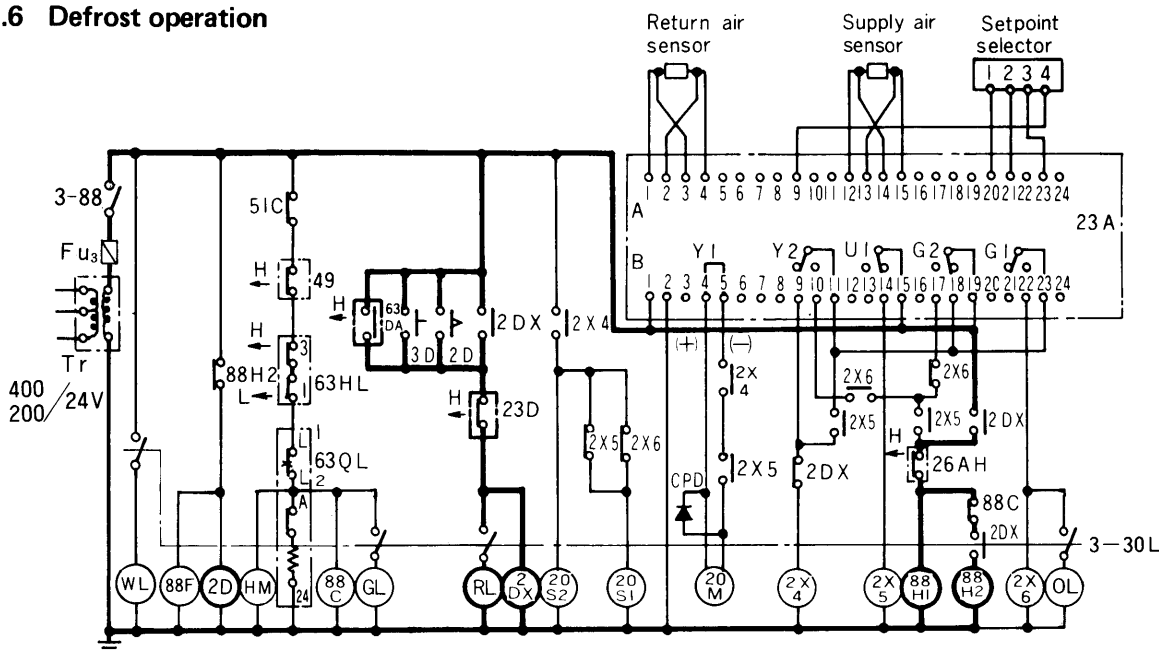 .6 Defrost operation
Return air
sensor
Supply air
sensor
Setpoint
selector
1 2 3 4
3-88
51C
1 2 3 4 5 6 7 8 9 10 11 12 13 14 15 16 17 18 19 20 21 22 23 24
A
23A
Fu3
H
49
B
Y1
Y2
U1
G2
G1
1 2 3 4 5 6 7 8 9 10 11 12 13 14 15 16 17 18 19 20 21 22 23 24
H
63
DA
3D
2D
2DX
2X4
(+)
(-)
Tr
400
200/24V
88H2
H
3
L
1
63HL
H
23D
2X
4
2X6
2X6
2X5
2X5
2DX
L
1
63QL
L
2
2X5
2X6
CPD
2X5
2DX
H
26AH
A
88C
2DX
3-30L
WL
88F
2D
HM
24
88
C
GL
RL
2
DX
20
S2
20
S1
20
M
2X
4
2X
5
88
H1
88
H2
2X
6
OL